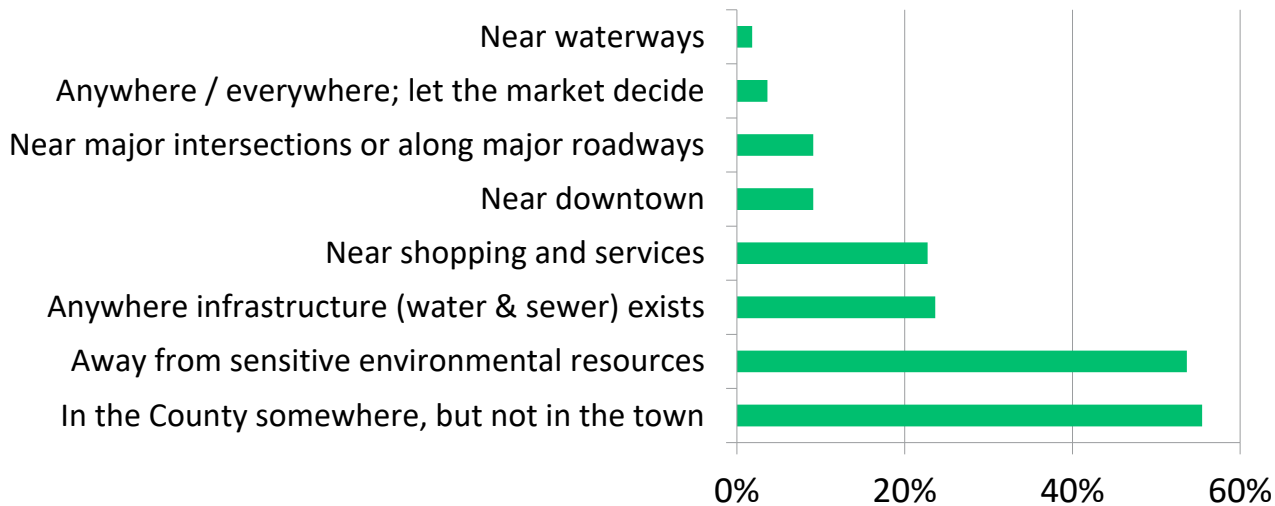 Near waterways
Anywhere / everywhere; let the market decide
Near major intersections or along major roadways
Near downtown
Near shopping and services
Anywhere infrastructure (water & sewer) exists
Away from sensitive environmental resources
In the County somewhere, but not in the town
0% 20% 40% 60%